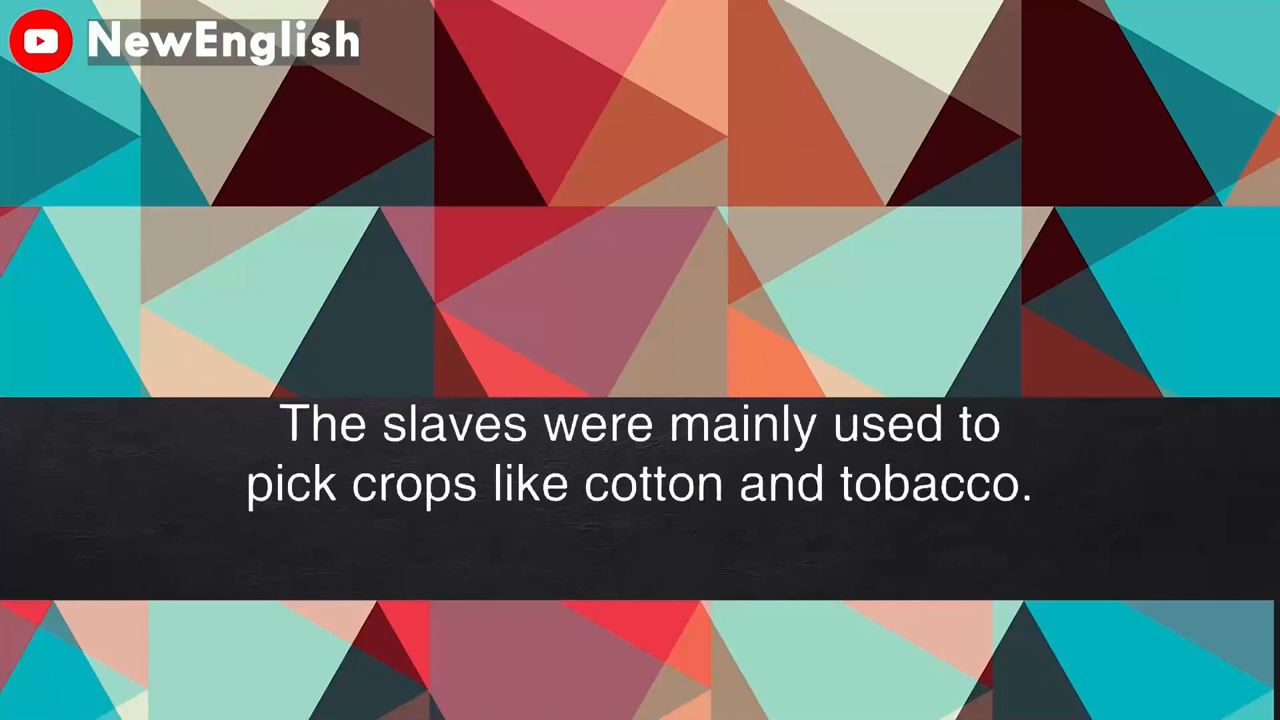 NewEnglish
The slaves were mainly used to
pick crops like cotton and tobacco.